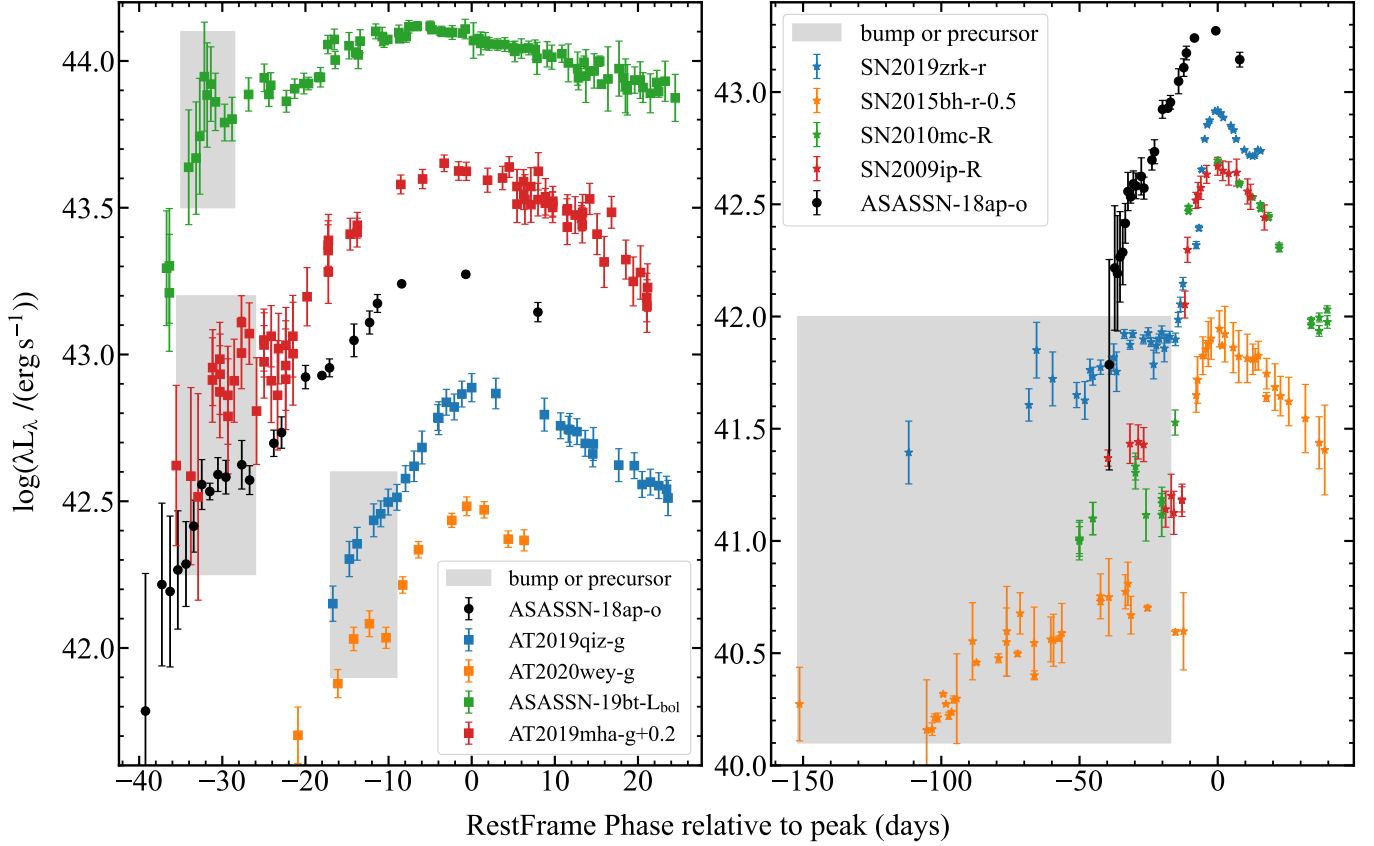 log(λL_λ /(erg s⁻¹))
44.0
43.5
43.0
42.5
42.0
−40 −30 −20 −10 0 10 20
bump or precursor
ASASSN-18ap-o
AT2019qiz-g
AT2020wey-g
ASASSN-19bt-L_bol
AT2019mha-g+0.2
43.0
42.5
42.0
41.5
41.0
40.5
40.0
−150 −100 −50 0
bump or precursor
SN2019zrk-r
SN2015bh-r-0.5
SN2010mc-R
SN2009ip-R
ASASSN-18ap-o
RestFrame Phase relative to peak (days)